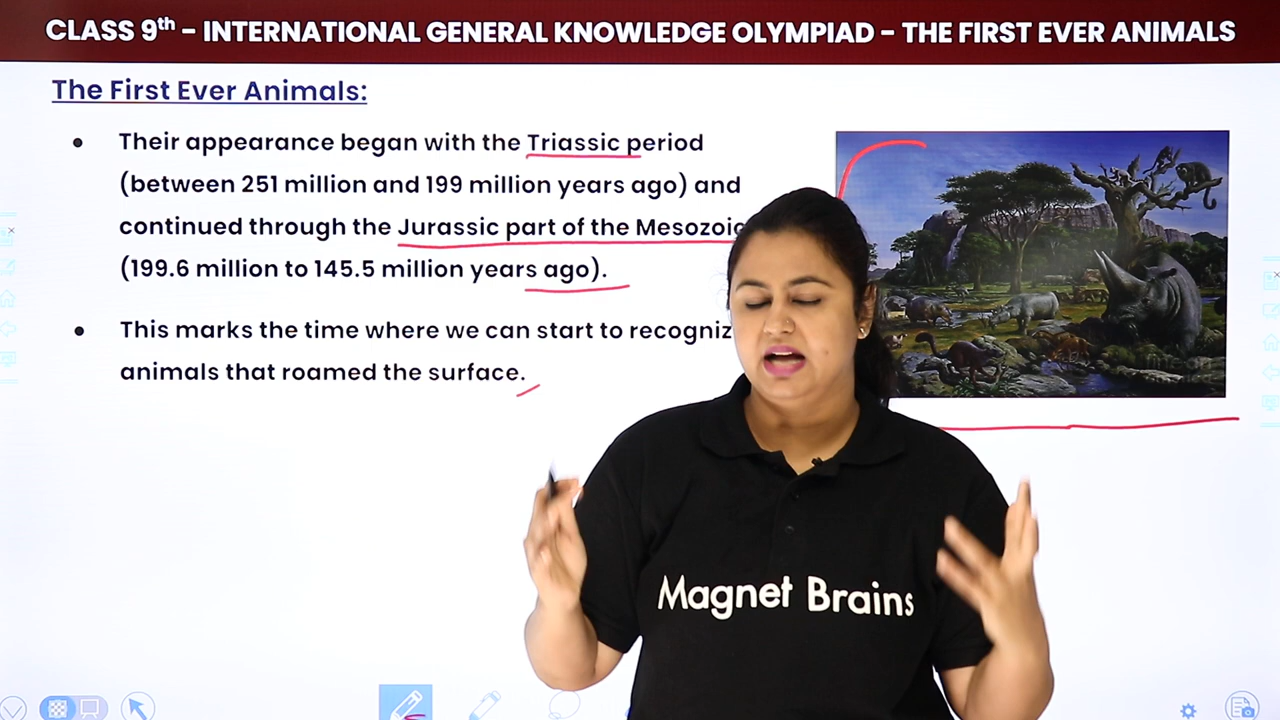 CLASS 9th – INTERNATIONAL GENERAL KNOWLEDGE OLYMPIAD – THE FIRST EVER ANIMALS
The First Ever Animals:
• Their appearance began with the Triassic period
(between 251 million and 199 million years ago) and
continued through the Jurassic part of the Mesozoic
(199.6 million to 145.5 million years ago).
• This marks the time where we can start to recogniz
animals that roamed the surface.
Magnet Brains